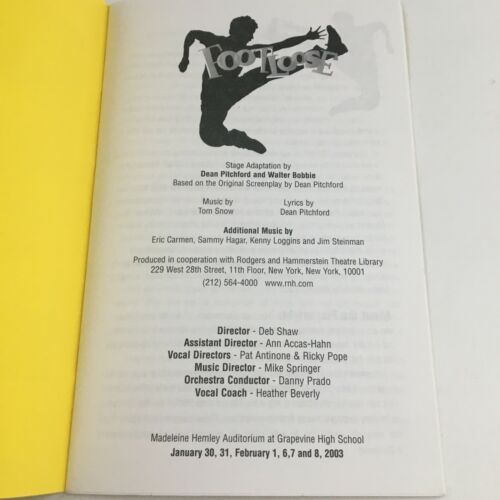 FOOTLOOSE
Stage Adaptation by
Dean Pitchford and Walter Bobbie
Based on the Original Screenplay by Dean Pitchford
Music by Lyrics by
Tom Snow Dean Pitchford
Additional Music by
Eric Carmen, Sammy Hagar, Kenny Loggins and Jim Steinman
Produced in cooperation with Rodgers and Hammerstein Theatre Library
229 West 28th Street, 11th Floor, New York, New York, 10001
(212) 564-4000 www.rnh.com
Director - Deb Shaw
Assistant Director - Ann Accas-Hahn
Vocal Directors - Pat Antinone & Ricky Pope
Music Director - Mike Springer
Orchestra Conductor - Danny Prado
Vocal Coach - Heather Beverly
Madeleine Hemley Auditorium at Grapevine High School
January 30, 31, February 1, 6,7 and 8, 2003